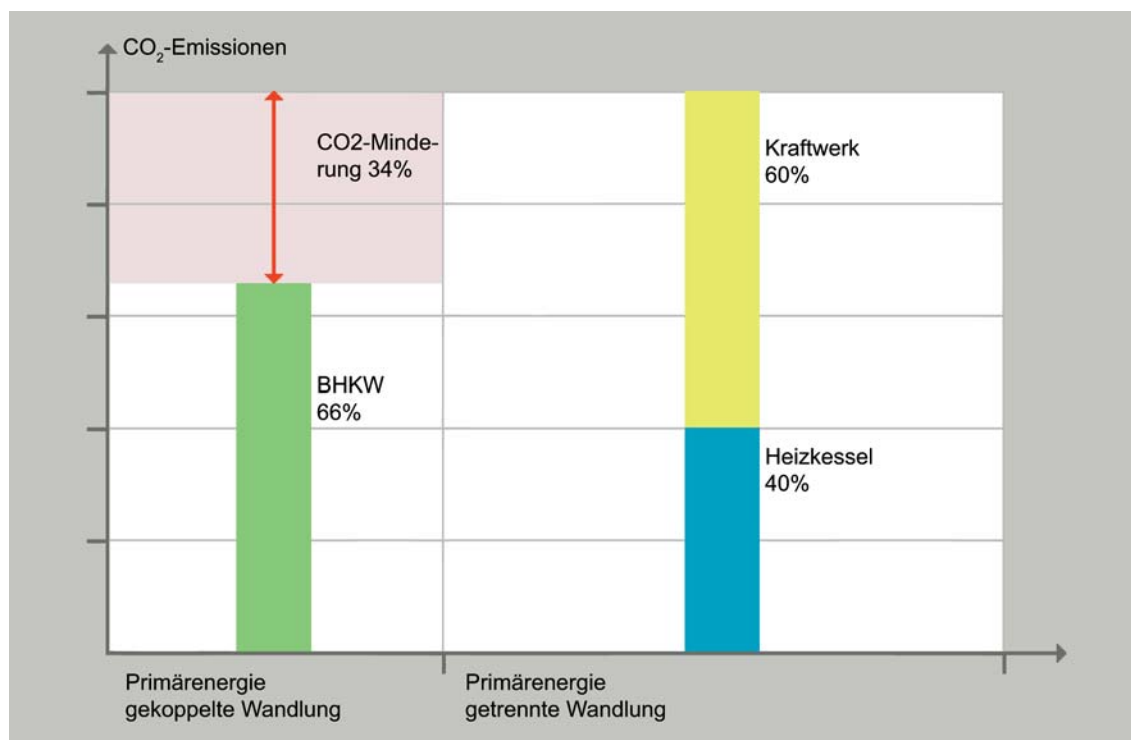 CO₂-Emissionen
CO2-Minde-
rung 34%
Kraftwerk
60%
BHKW
66%
Heizkessel
40%
Primärenergie
gekoppelte Wandlung
Primärenergie
getrennte Wandlung